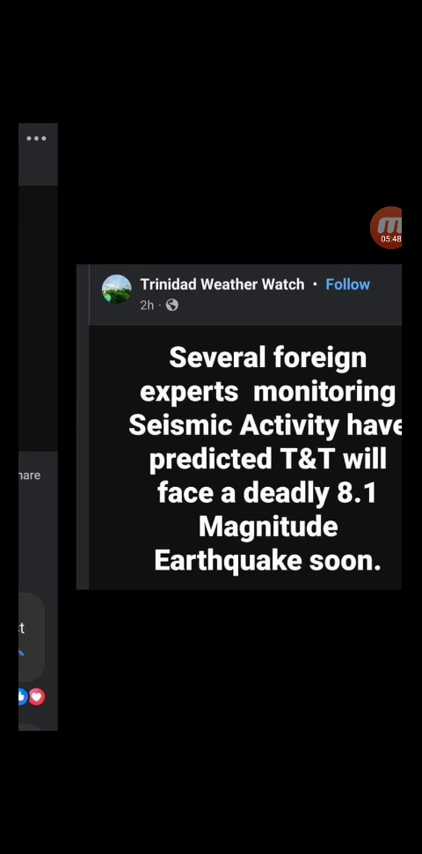 05:48
Trinidad Weather Watch • Follow
2h ·
Several foreign
experts monitoring
Seismic Activity have
predicted T&T will
face a deadly 8.1
Magnitude
Earthquake soon.